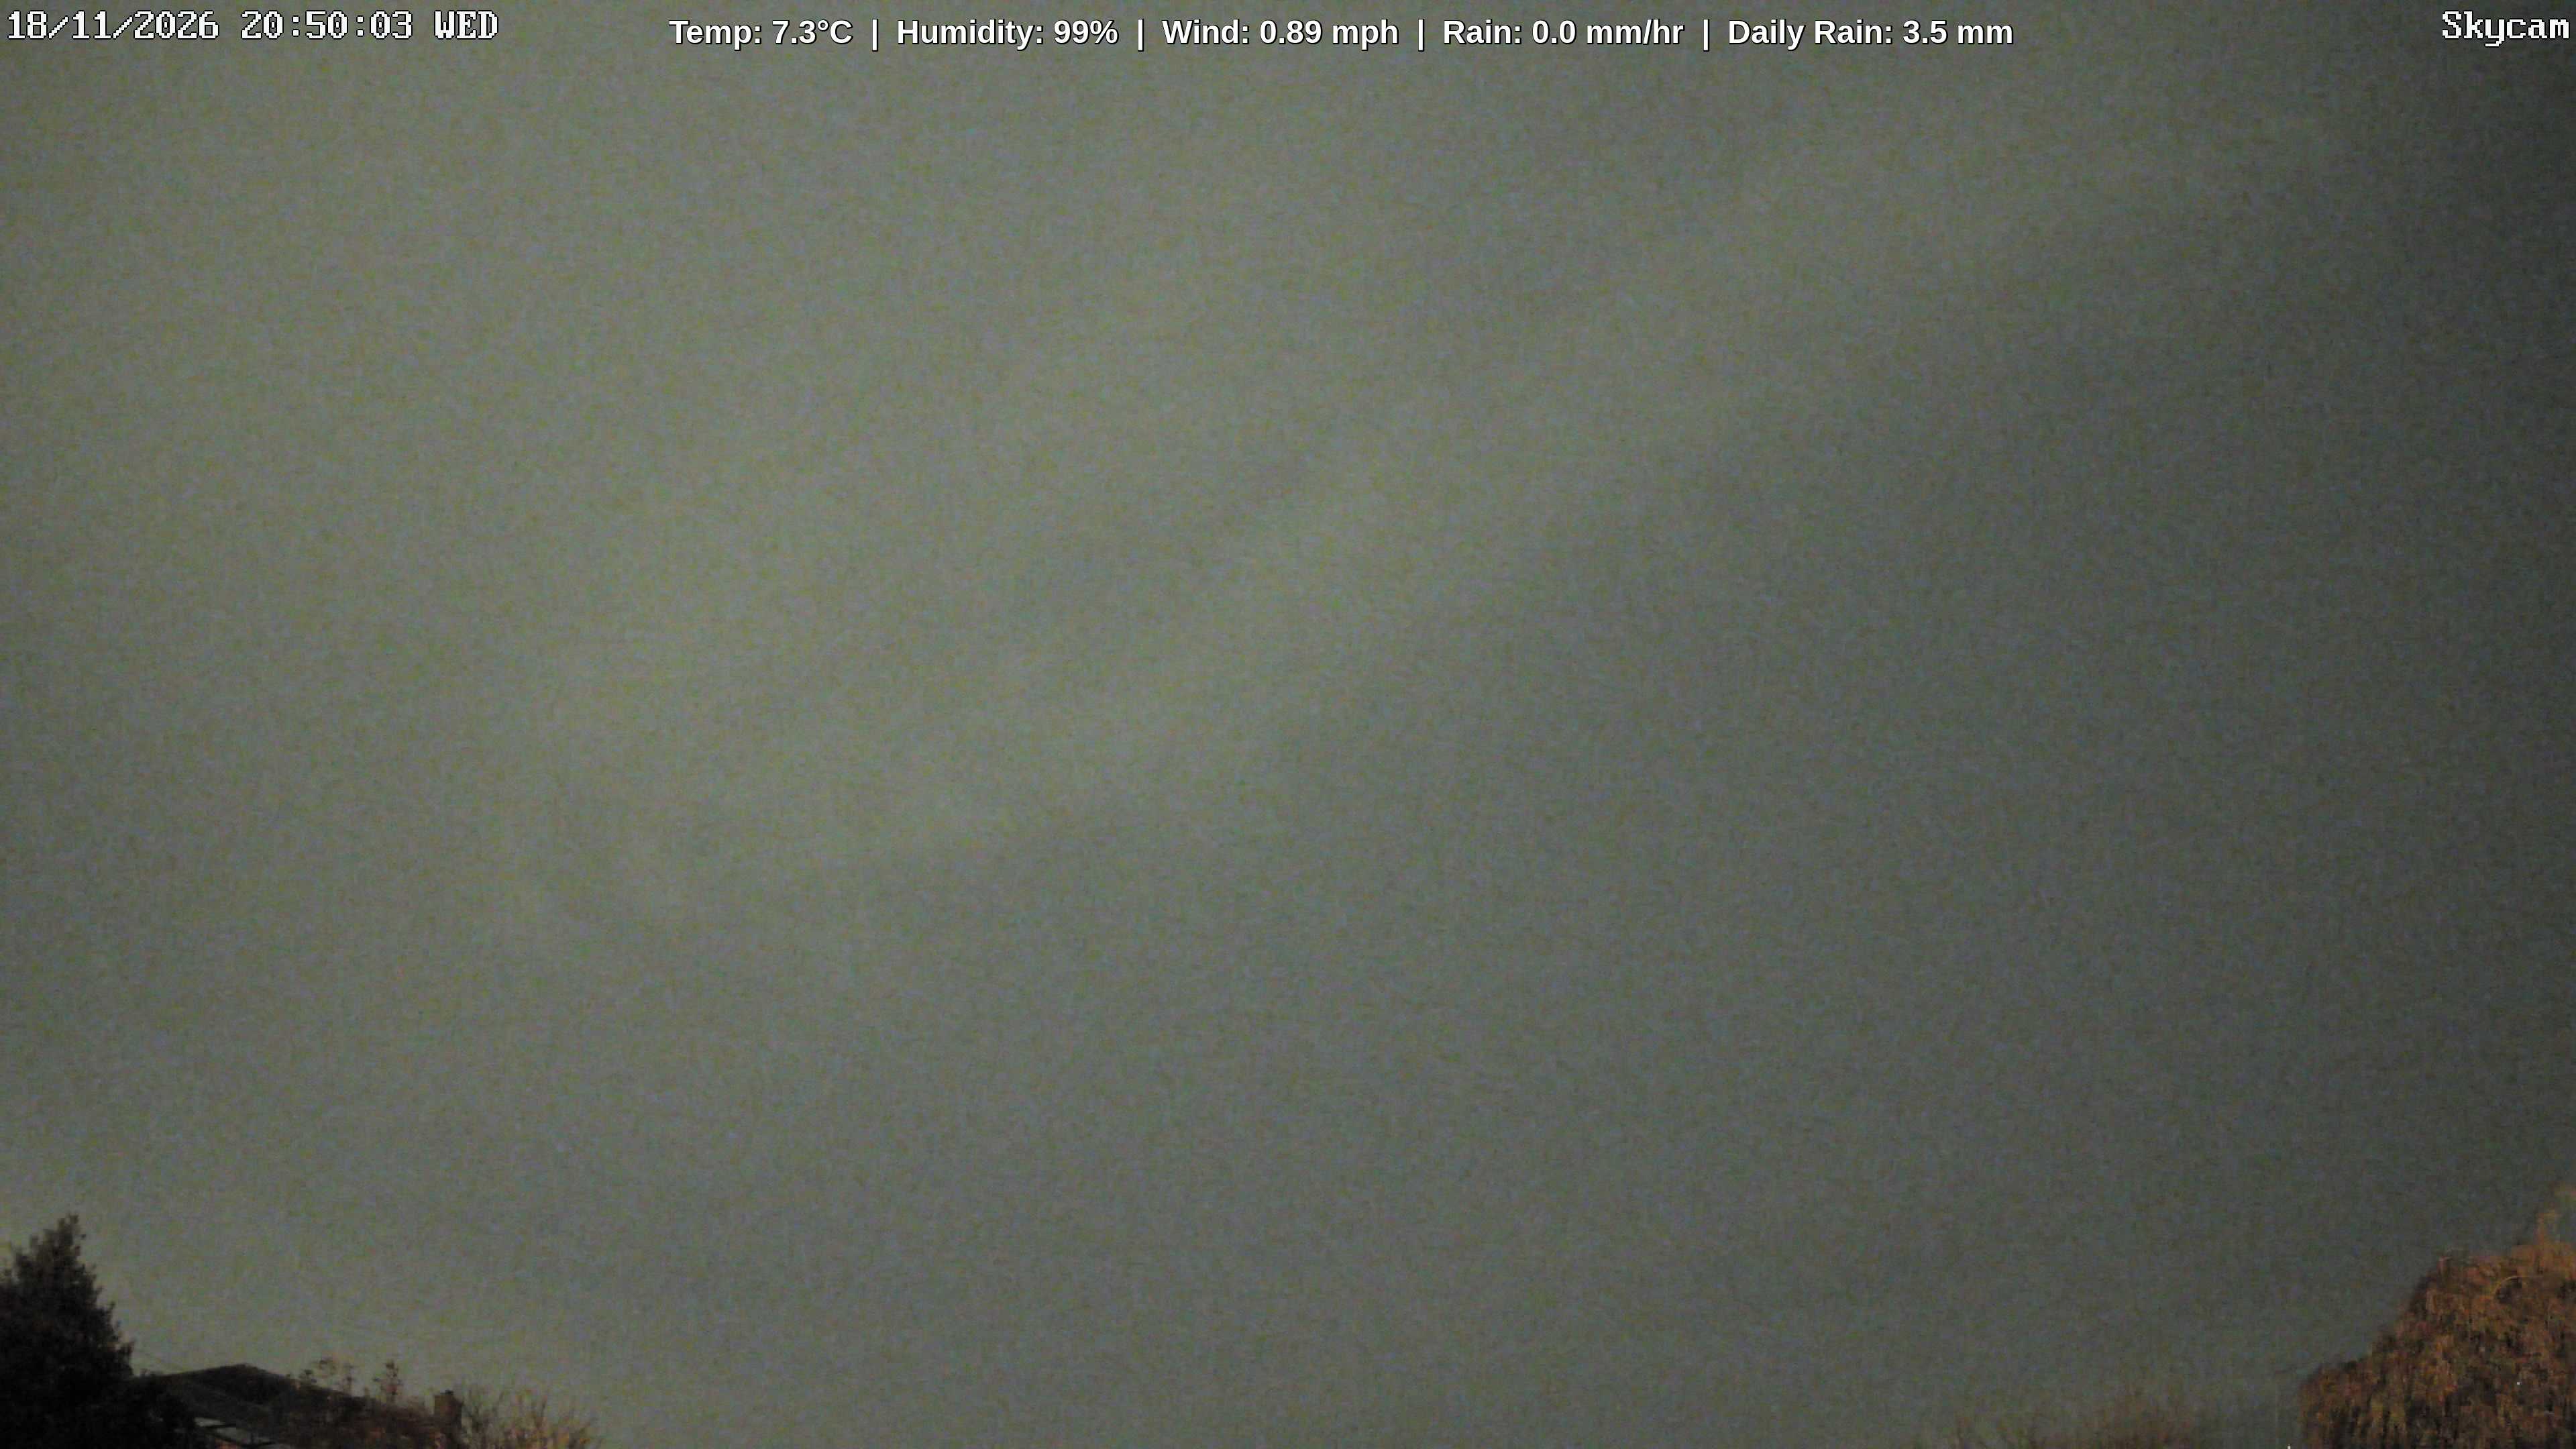 18/11/2026 20:50:03 WED
Temp: 7.3°C | Humidity: 99% | Wind: 0.89 mph | Rain: 0.0 mm/hr | Daily Rain: 3.5 mm
Skycam